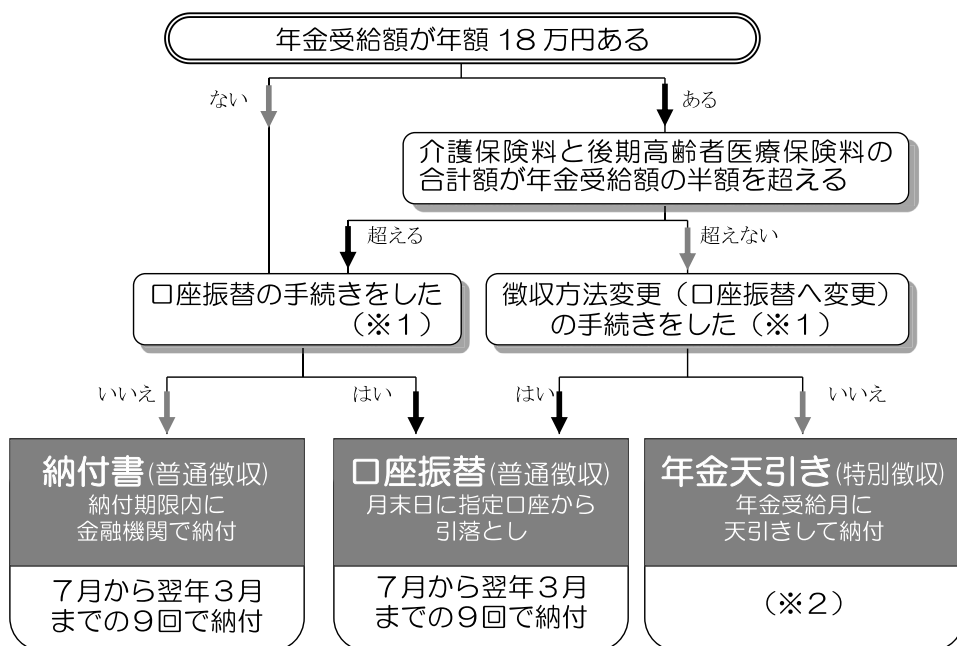 年金受給額が年額 18 万円ある
ない
ある
介護保険料と後期高齢者医療保険料の
合計額が年金受給額の半額を超える
超える
超えない
口座振替の手続きをした
（※１）
徴収方法変更（口座振替へ変更）
の手続きをした（※１）
いいえ
はい
はい
いいえ
納付書(普通徴収)
納付期限内に
金融機関で納付
７月から翌年３月
までの９回で納付
口座振替(普通徴収)
月末日に指定口座から
引落とし
７月から翌年３月
までの９回で納付
年金天引き(特別徴収)
年金受給月に
天引きして納付
（※２）